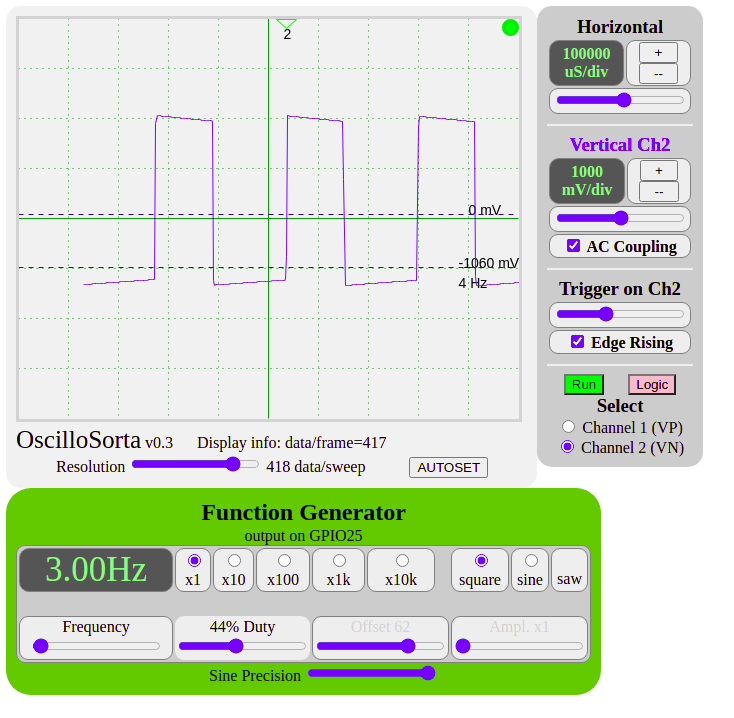 2
0 mV
-1060 mV
4 Hz
OscilloSorta v0.3 Display info: data/frame=417
Resolution 418 data/sweep AUTOSET
Horizontal
100000
uS/div
+
--
Vertical Ch2
1000
mV/div
+
--
AC Coupling
Trigger on Ch2
Edge Rising
Run Logic
Select
Channel 1 (VP)
Channel 2 (VN)
Function Generator
output on GPIO25
3.00Hz x1 x10 x100 x1k x10k square sine saw
Frequency 44% Duty Offset 62 Ampl. x1
Sine Precision